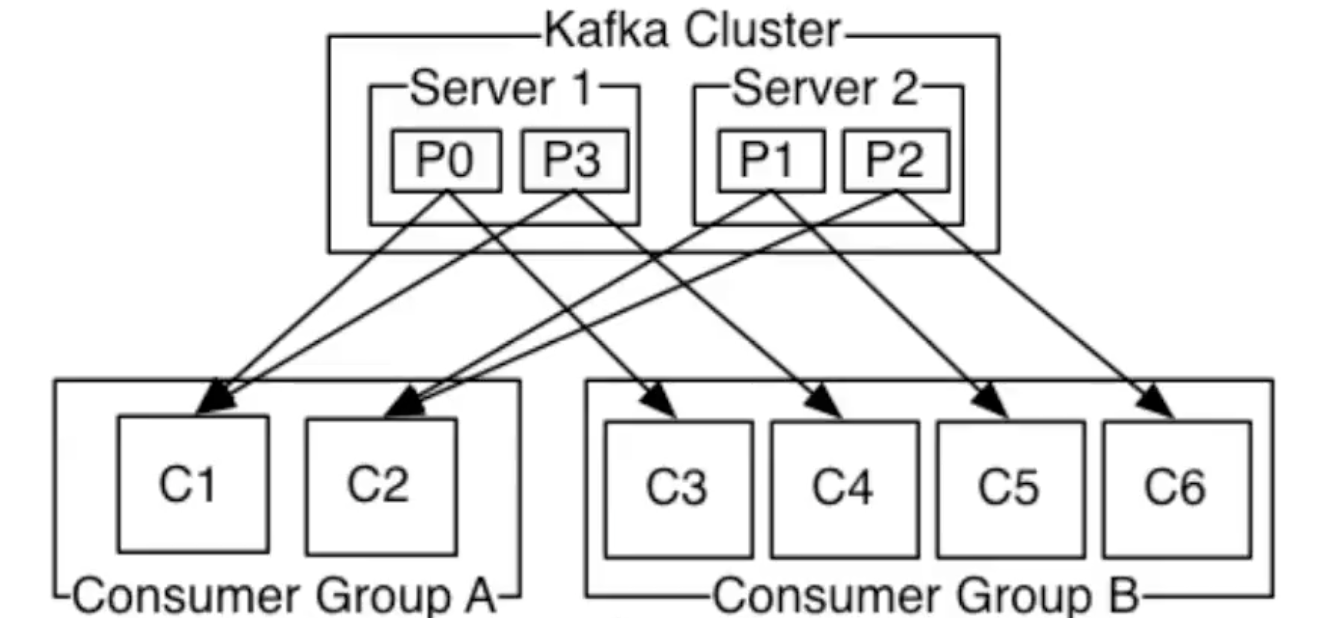 Kafka Cluster
Server 1
Server 2
P0
P3
P1
P2
C1
C2
C3
C4
C5
C6
Consumer Group A
Consumer Group B